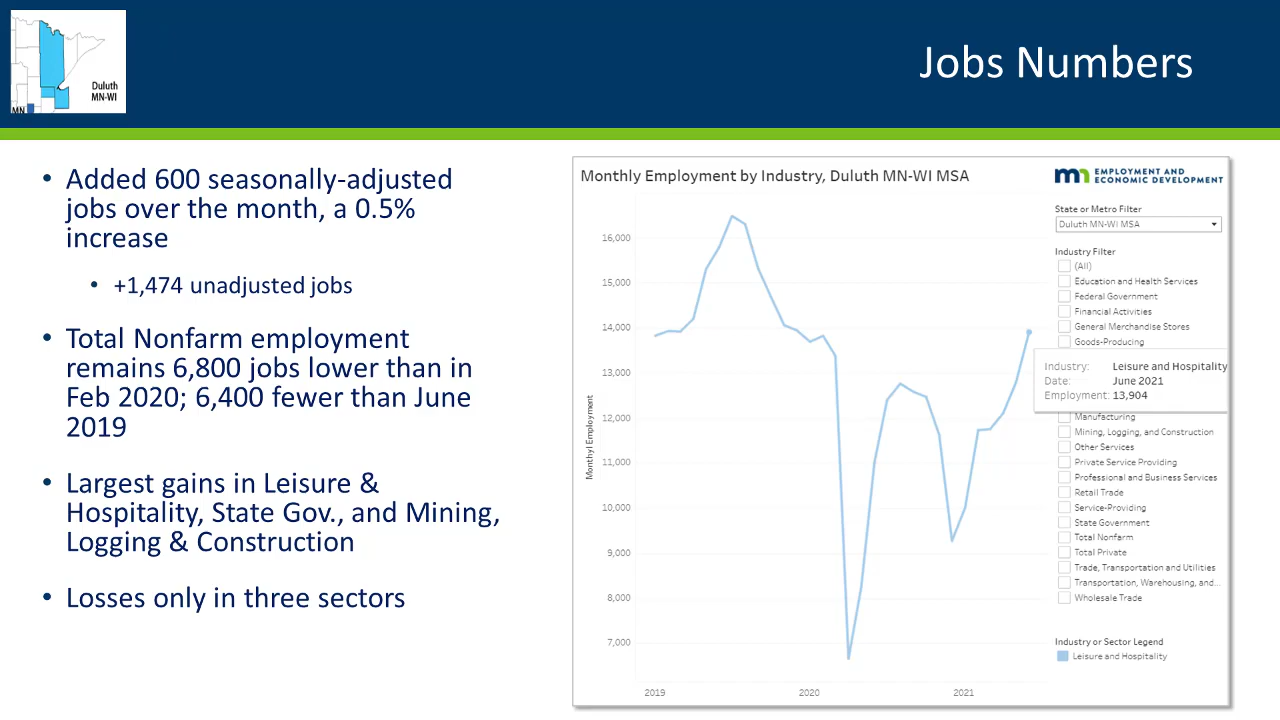 Duluth
MN-WI
MN
Jobs Numbers
• Added 600 seasonally-adjusted
jobs over the month, a 0.5%
increase
• +1,474 unadjusted jobs
• Total Nonfarm employment
remains 6,800 jobs lower than in
Feb 2020; 6,400 fewer than June
2019
• Largest gains in Leisure &
Hospitality, State Gov., and Mining,
Logging & Construction
• Losses only in three sectors
Monthly Employment by Industry, Duluth MN-WI MSA
Monthyl Employment
16,000
15,000
14,000
13,000
12,000
11,000
10,000
9,000
8,000
7,000
2019
2020
2021
mn EMPLOYMENT AND
ECONOMIC DEVELOPMENT
State or Metro Filter
Duluth MN-WI MSA
Industry Filter
(All)
Education and Health Services
Federal Government
Financial Activities
General Merchandise Stores
Goods-Producing
Industry: Leisure and Hospitality
Date: June 2021
Employment: 13,904
Manufacturing
Mining, Logging, and Construction
Other Services
Private Service Providing
Professional and Business Services
Retail Trade
Service-Providing
State Government
Total Nonfarm
Total Private
Trade, Transportation and Utilities
Transportation, Warehousing, and...
Wholesale Trade
Industry or Sector Legend
Leisure and Hospitality